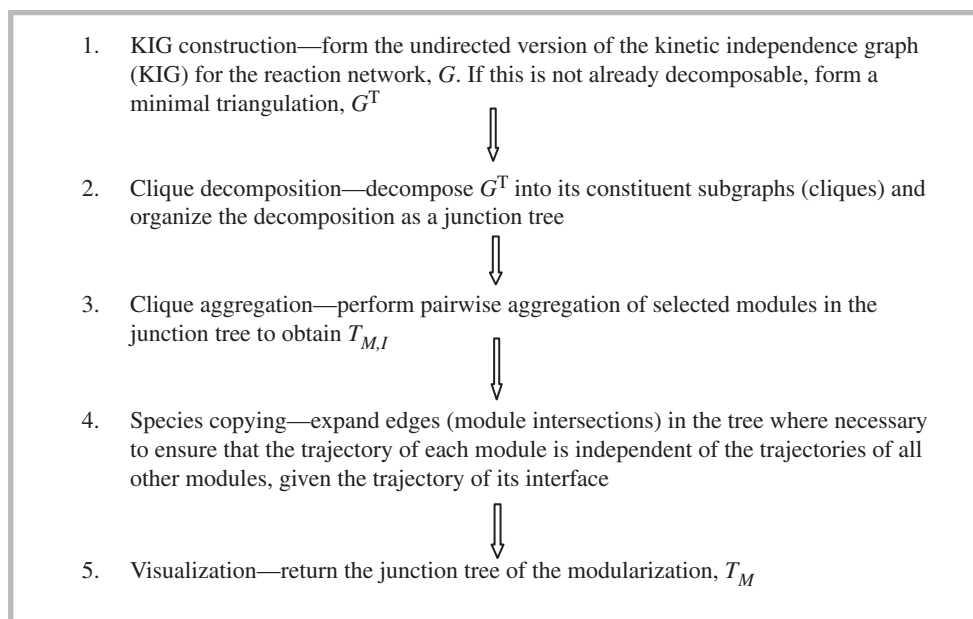 1. KIG construction—form the undirected version of the kinetic independence graph
(KIG) for the reaction network, G. If this is not already decomposable, form a
minimal triangulation, G^T
2. Clique decomposition—decompose G^T into its constituent subgraphs (cliques) and
organize the decomposition as a junction tree
3. Clique aggregation—perform pairwise aggregation of selected modules in the
junction tree to obtain T_{M,I}
4. Species copying—expand edges (module intersections) in the tree where necessary
to ensure that the trajectory of each module is independent of the trajectories of all
other modules, given the trajectory of its interface
5. Visualization—return the junction tree of the modularization, T_M